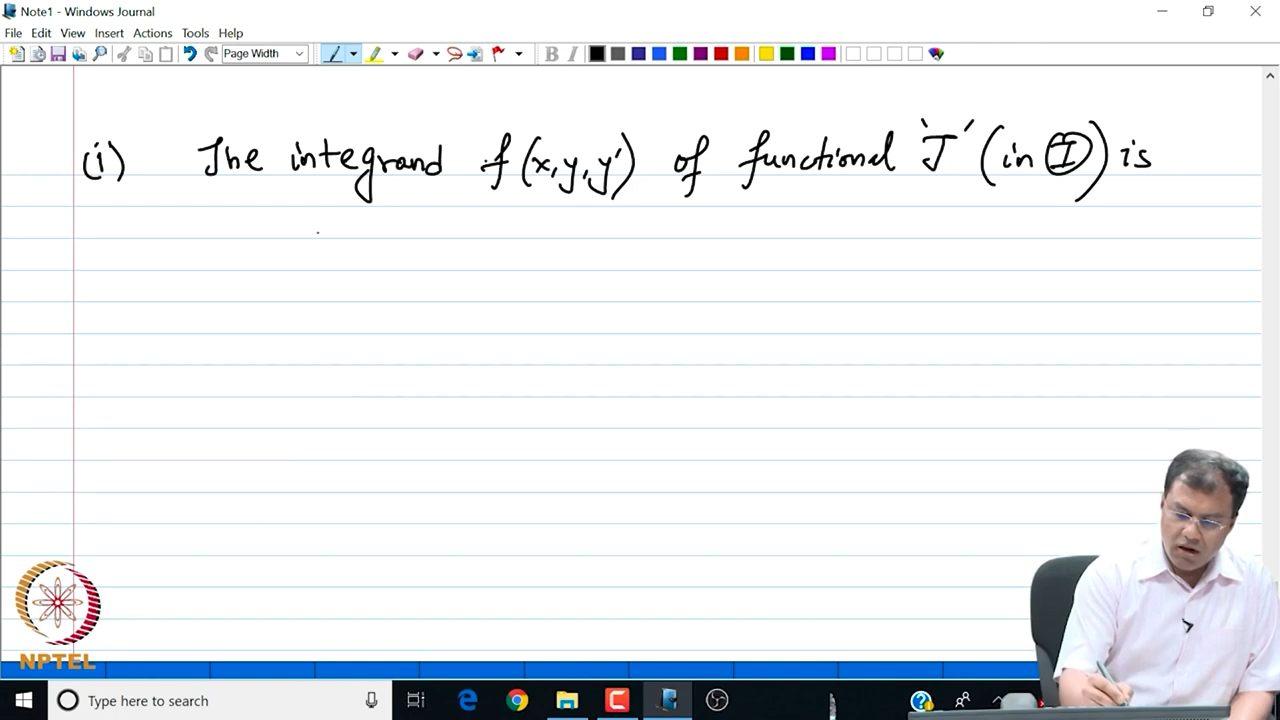 Note1 - Windows Journal
File Edit View Insert Actions Tools Help
Page Width B I
(i) The integrand f(x,y,y') of functional 'J' (in Ⓘ) is
NPTEL
Type here to search